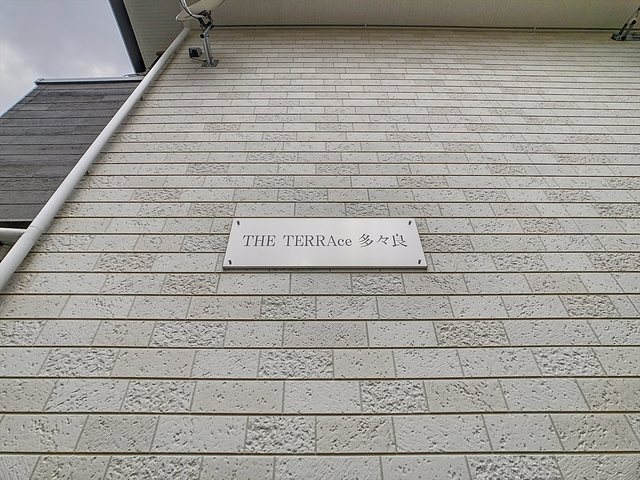 THE TERRAce 多々良